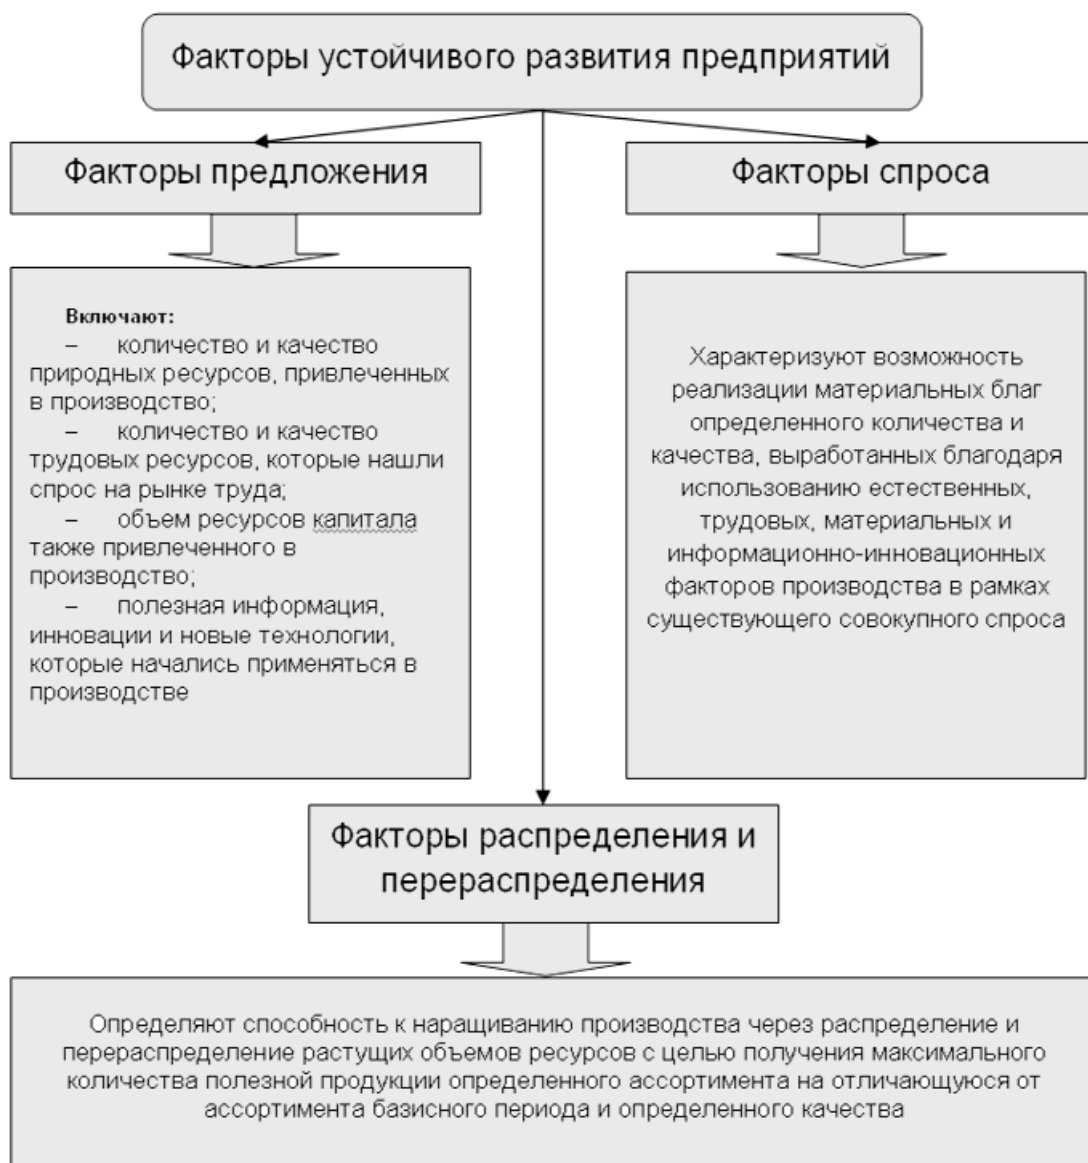 Факторы устойчивого развития предприятий
Факторы предложения
Факторы спроса
Включают:
– количество и качество
природных ресурсов, привлеченных
в производство;
– количество и качество
трудовых ресурсов, которые нашли
спрос на рынке труда;
– объем ресурсов капитала
также привлеченного в
производство;
– полезная информация,
инновации и новые технологии,
которые начались применяться в
производстве
Характеризуют возможность
реализации материальных благ
определенного количества и
качества, выработанных благодаря
использованию естественных,
трудовых, материальных и
информационно-инновационных
факторов производства в рамках
существующего совокупного спроса
Факторы распределения и
перераспределения
Определяют способность к наращиванию производства через распределение и
перераспределение растущих объемов ресурсов с целью получения максимального
количества полезной продукции определенного ассортимента на отличающуюся от
ассортимента базисного периода и определенного качества